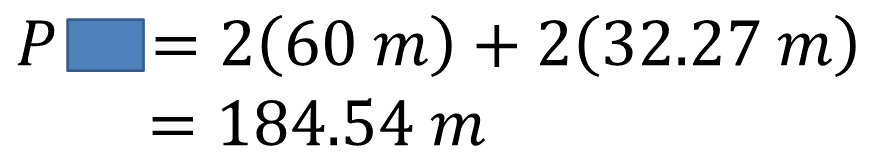 P = 2(60 m) + 2(32.27 m)
= 184.54 m